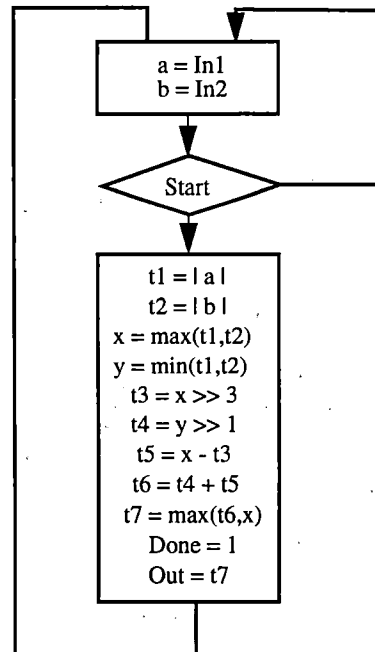 a = In1
b = In2
Start
t1 = | a |
t2 = | b |
x = max(t1,t2)
y = min(t1,t2)
t3 = x >> 3
t4 = y >> 1
t5 = x - t3
t6 = t4 + t5
t7 = max(t6,x)
Done = 1
Out = t7